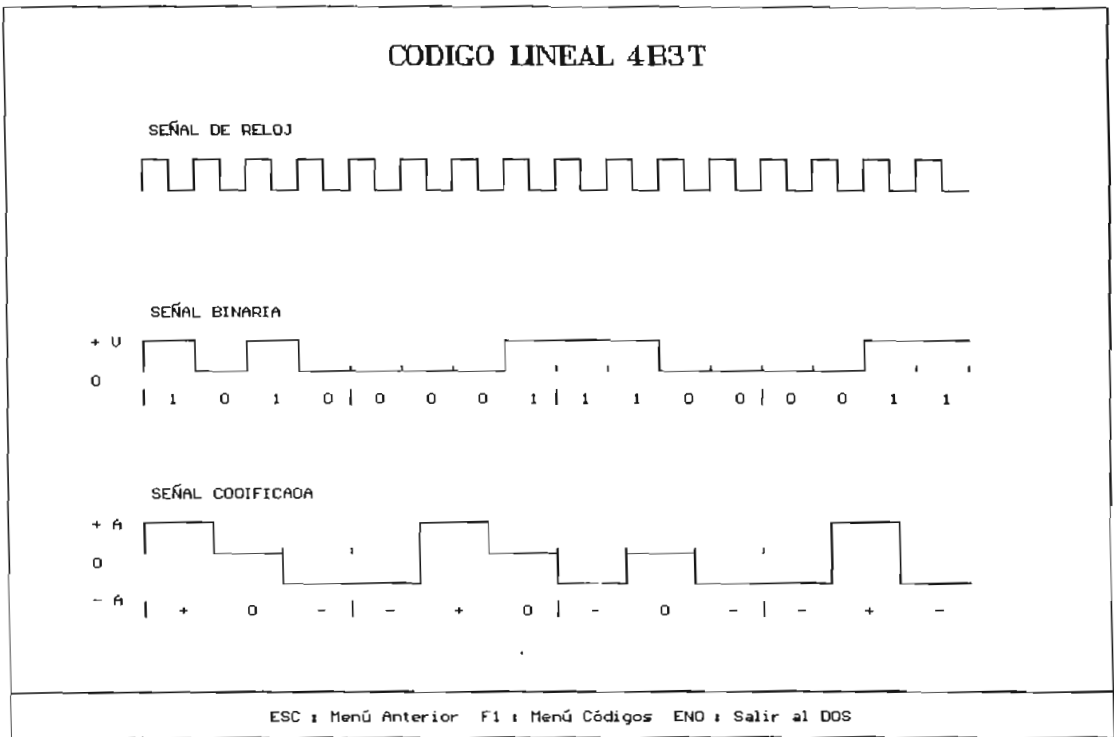 CODIGO LINEAL 4B3T
SEÑAL DE RELOJ
SEÑAL BINARIA
+ V
0
| 1 0 1 0 | 0 0 0 1 | 1 1 0 0 | 0 0 1 1
SEÑAL CODIFICADA
+ A
0
- A
| + 0 - | - + 0 | - 0 - | - + -
ESC : Menú Anterior F1 : Menú Códigos END : Salir al DOS